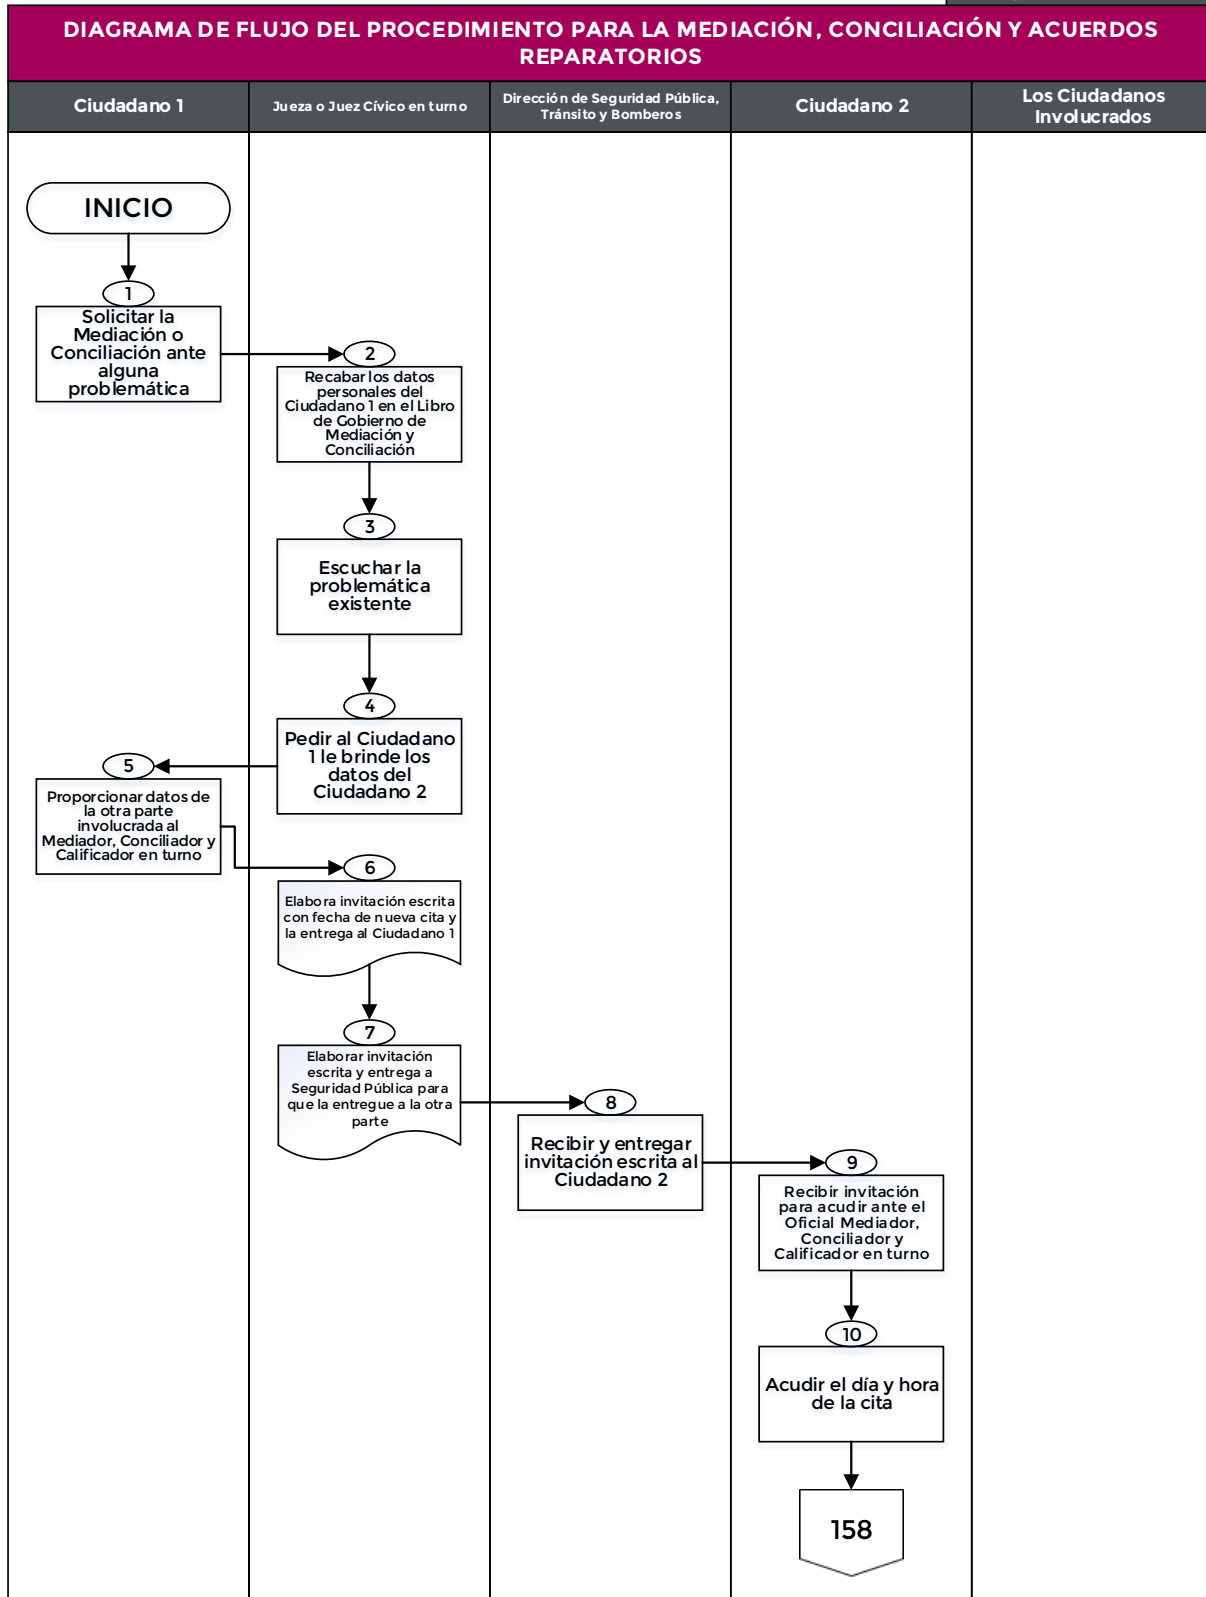 DIAGRAMA DE FLUJO DEL PROCEDIMIENTO PARA LA MEDIACIÓN, CONCILIACIÓN Y ACUERDOS
REPARATORIOS
Ciudadano 1
Jueza o Juez Cívico en turno
Dirección de Seguridad Pública,
Tránsito y Bomberos
Ciudadano 2
Los Ciudadanos
Involucrados
INICIO
1
Solicitar la
Mediación o
Conciliación ante
alguna
problemática
2
Recabar los datos
personales del
Ciudadano 1 en el Libro
de Gobierno de
Mediación y
Conciliación
3
Escuchar la
problemática
existente
4
Pedir al Ciudadano
1 le brinde los
datos del
Ciudadano 2
5
Proporcionar datos de
la otra parte
involucrada al
Mediador, Conciliador y
Calificador en turno
6
Elabora invitación escrita
con fecha de nueva cita y
la entrega al Ciudadano 1
7
Elaborar invitación
escrita y entrega a
Seguridad Pública para
que la entregue a la otra
parte
8
Recibir y entregar
invitación escrita al
Ciudadano 2
9
Recibir invitación
para acudir ante el
Oficial Mediador,
Conciliador y
Calificador en turno
10
Acudir el día y hora
de la cita
158